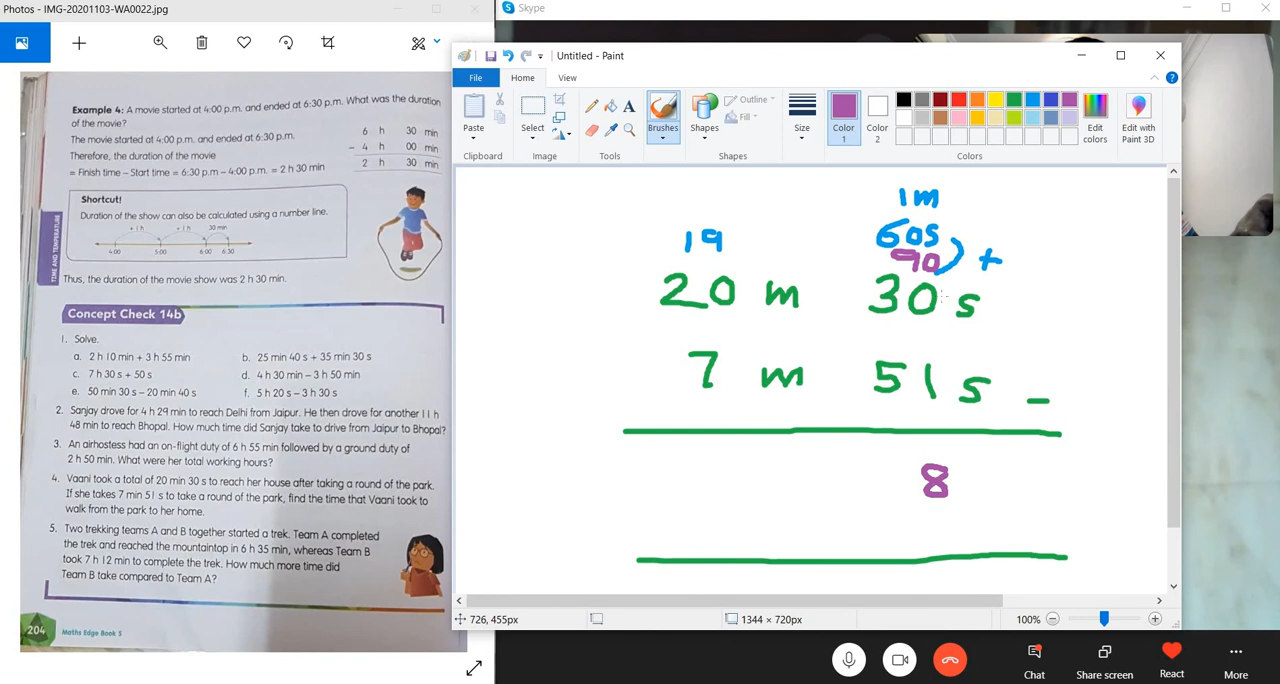 Photos - IMG-20201103-WA0022.jpg
Example 4: A movie started at 4:00 p.m. and ended at 6:30 p.m. What was the duration
of the movie?
The movie started at 4:00 p.m. and ended at 6:30 p.m.
Therefore, the duration of the movie
= Finish time – Start time = 6:30 p.m – 4:00 p.m. = 2 h 30 min
6 h 30 min
– 4 h 00 min
2 h 30 min
Shortcut!
Duration of the show can also be calculated using a number line.
+ 1 h + 1 h 30 min
4:00 5:00 6:00 6:30
Thus, the duration of the movie show was 2 h 30 min.
TIME AND TEMPERATURE
Concept Check 14b
1. Solve.
a. 2 h 10 min + 3 h 55 min b. 25 min 40 s + 35 min 30 s
c. 7 h 30 s + 50 s d. 4 h 30 min – 3 h 50 min
e. 50 min 30 s – 20 min 40 s f. 5 h 20 s – 3 h 30 s
2. Sanjay drove for 4 h 29 min to reach Delhi from Jaipur. He then drove for another 11 h
48 min to reach Bhopal. How much time did Sanjay take to drive from Jaipur to Bhopal?
3. An airhostess had an on-flight duty of 6 h 55 min followed by a ground duty of
2 h 50 min. What were her total working hours?
4. Vaani took a total of 20 min 30 s to reach her house after taking a round of the park.
If she takes 7 min 51 s to take a round of the park, find the time that Vaani took to
walk from the park to her home.
5. Two trekking teams A and B together started a trek. Team A completed
the trek and reached the mountaintop in 6 h 35 min, whereas Team B
took 7 h 12 min to complete the trek. How much more time did
Team B take compared to Team A?
204 Maths Edge Book 5
Skype
Untitled - Paint
File Home View
Paste Select Brushes Shapes Outline Fill Size Color 1 Color 2 Edit colors Edit with Paint 3D
Clipboard Image Tools Shapes Colors
1m
19 60s
90 +
20 m 30 s
7 m 51 s –
8
726, 455px 1344 × 720px 100%
Chat Share screen React More